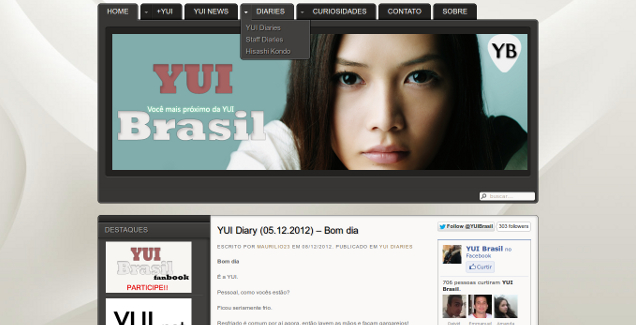 HOME
+YUI
YUI NEWS
DIARIES
CURIOSIDADES
CONTATO
SOBRE
YUI Diaries
Staff Diaries
Hisashi Kondo
YUI
Você mais próximo da YUI
Brasil
YB
buscar...
DESTAQUES
YUI
Brasil
fanbook
PARTICIPE!!
YUI
YUI Diary (05.12.2012) – Bom dia
ESCRITO POR MAURILIO23 EM 08/12/2012. PUBLICADO EM YUI DIARIES
Bom dia
É a YUI.
Pessoal, como vocês estão?
Ficou seriamente frio.
Resfriado é comum por aí agora, então lavem as mãos e façam gargarejos!
Follow @YUIBrasil
303 followers
YUI Brasil no
Facebook
Curtir
706 pessoas curtiram YUI
Brasil.
Emmanuel